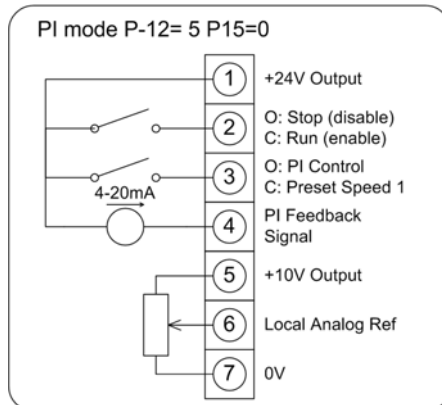 PI mode P-12= 5 P15=0
1 +24V Output
2 O: Stop (disable)
C: Run (enable)
3 O: PI Control
C: Preset Speed 1
4-20mA
4 PI Feedback
Signal
5 +10V Output
6 Local Analog Ref
7 0V